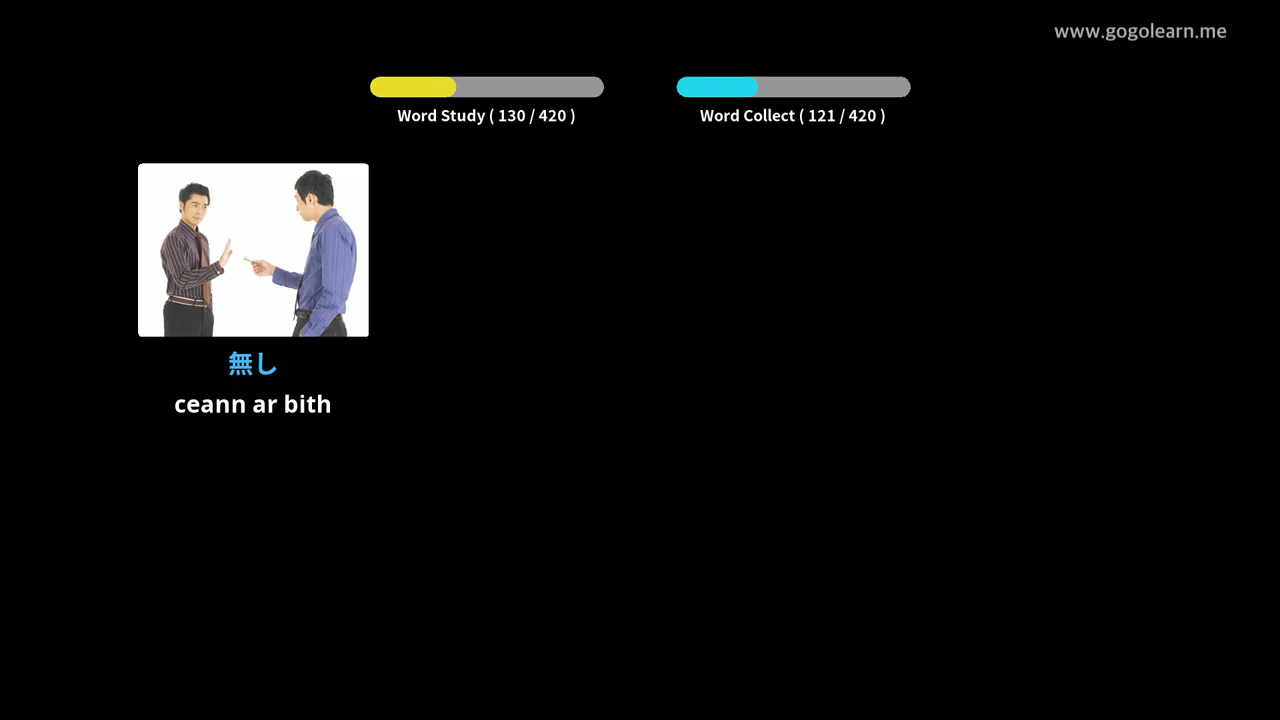 www.gogolearn.me
Word Study ( 130 / 420 )
Word Collect ( 121 / 420 )
無し
ceann ar bith